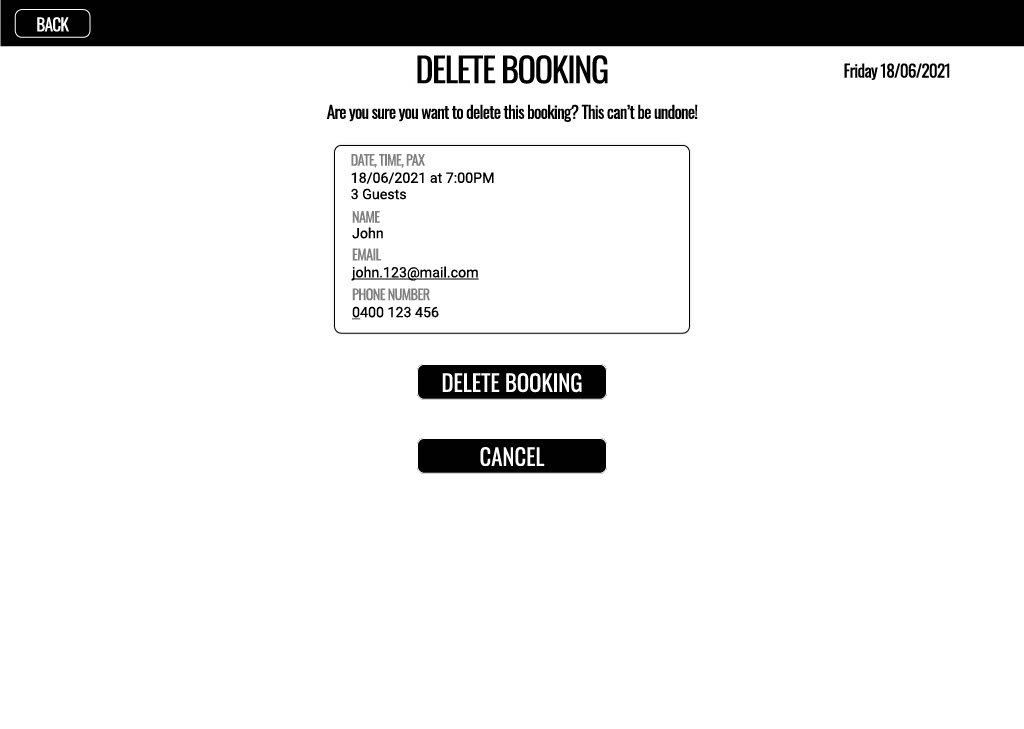 BACK
DELETE BOOKING
Friday 18/06/2021
Are you sure you want to delete this booking? This can't be undone!
DATE, TIME, PAX
18/06/2021 at 7:00PM
3 Guests
NAME
John
EMAIL
john.123@mail.com
PHONE NUMBER
0400 123 456
DELETE BOOKING
CANCEL